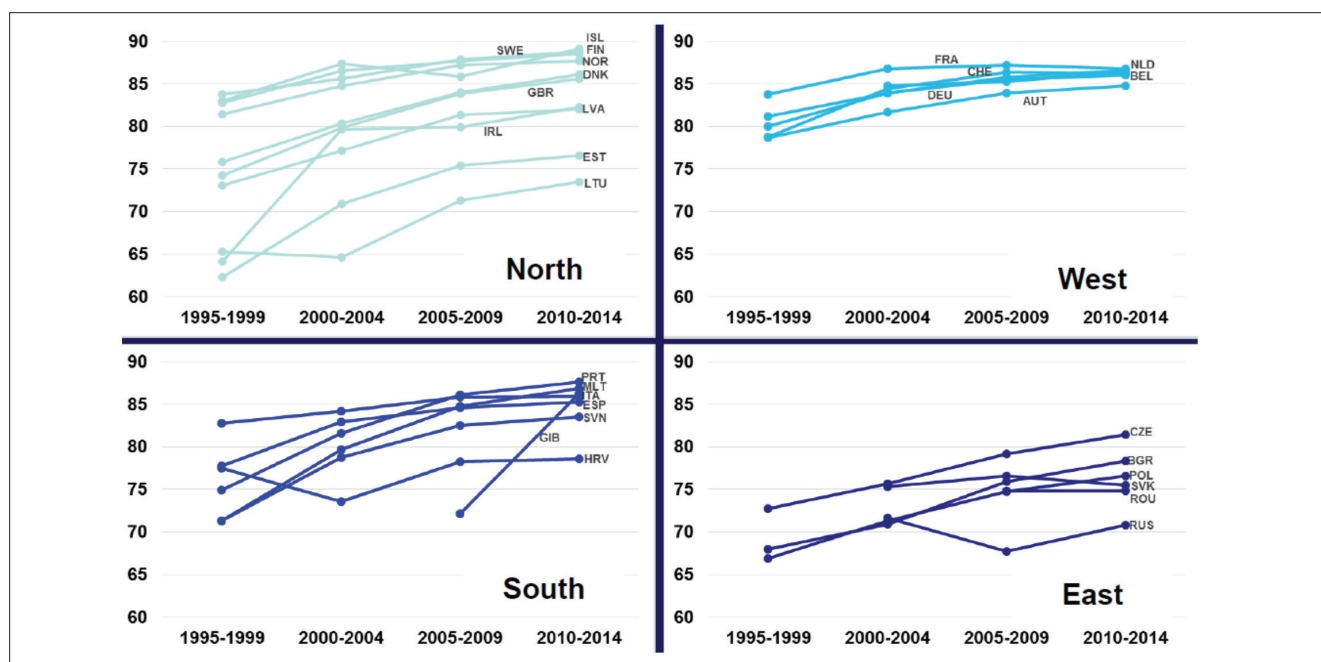 90
85
80
75
70
65
60
SWE
ISL
FIN
NOR
DNK
GBR
LVA
IRL
EST
LTU
North
1995-1999 2000-2004 2005-2009 2010-2014
90
85
80
75
70
65
60
FRA
CHE
NLD
BEL
DEU
AUT
West
1995-1999 2000-2004 2005-2009 2010-2014
90
85
80
75
70
65
60
PRT
MLT
ITA
ESP
SVN
GIB
HRV
South
1995-1999 2000-2004 2005-2009 2010-2014
90
85
80
75
70
65
60
CZE
BGR
POL
SVK
ROU
RUS
East
1995-1999 2000-2004 2005-2009 2010-2014